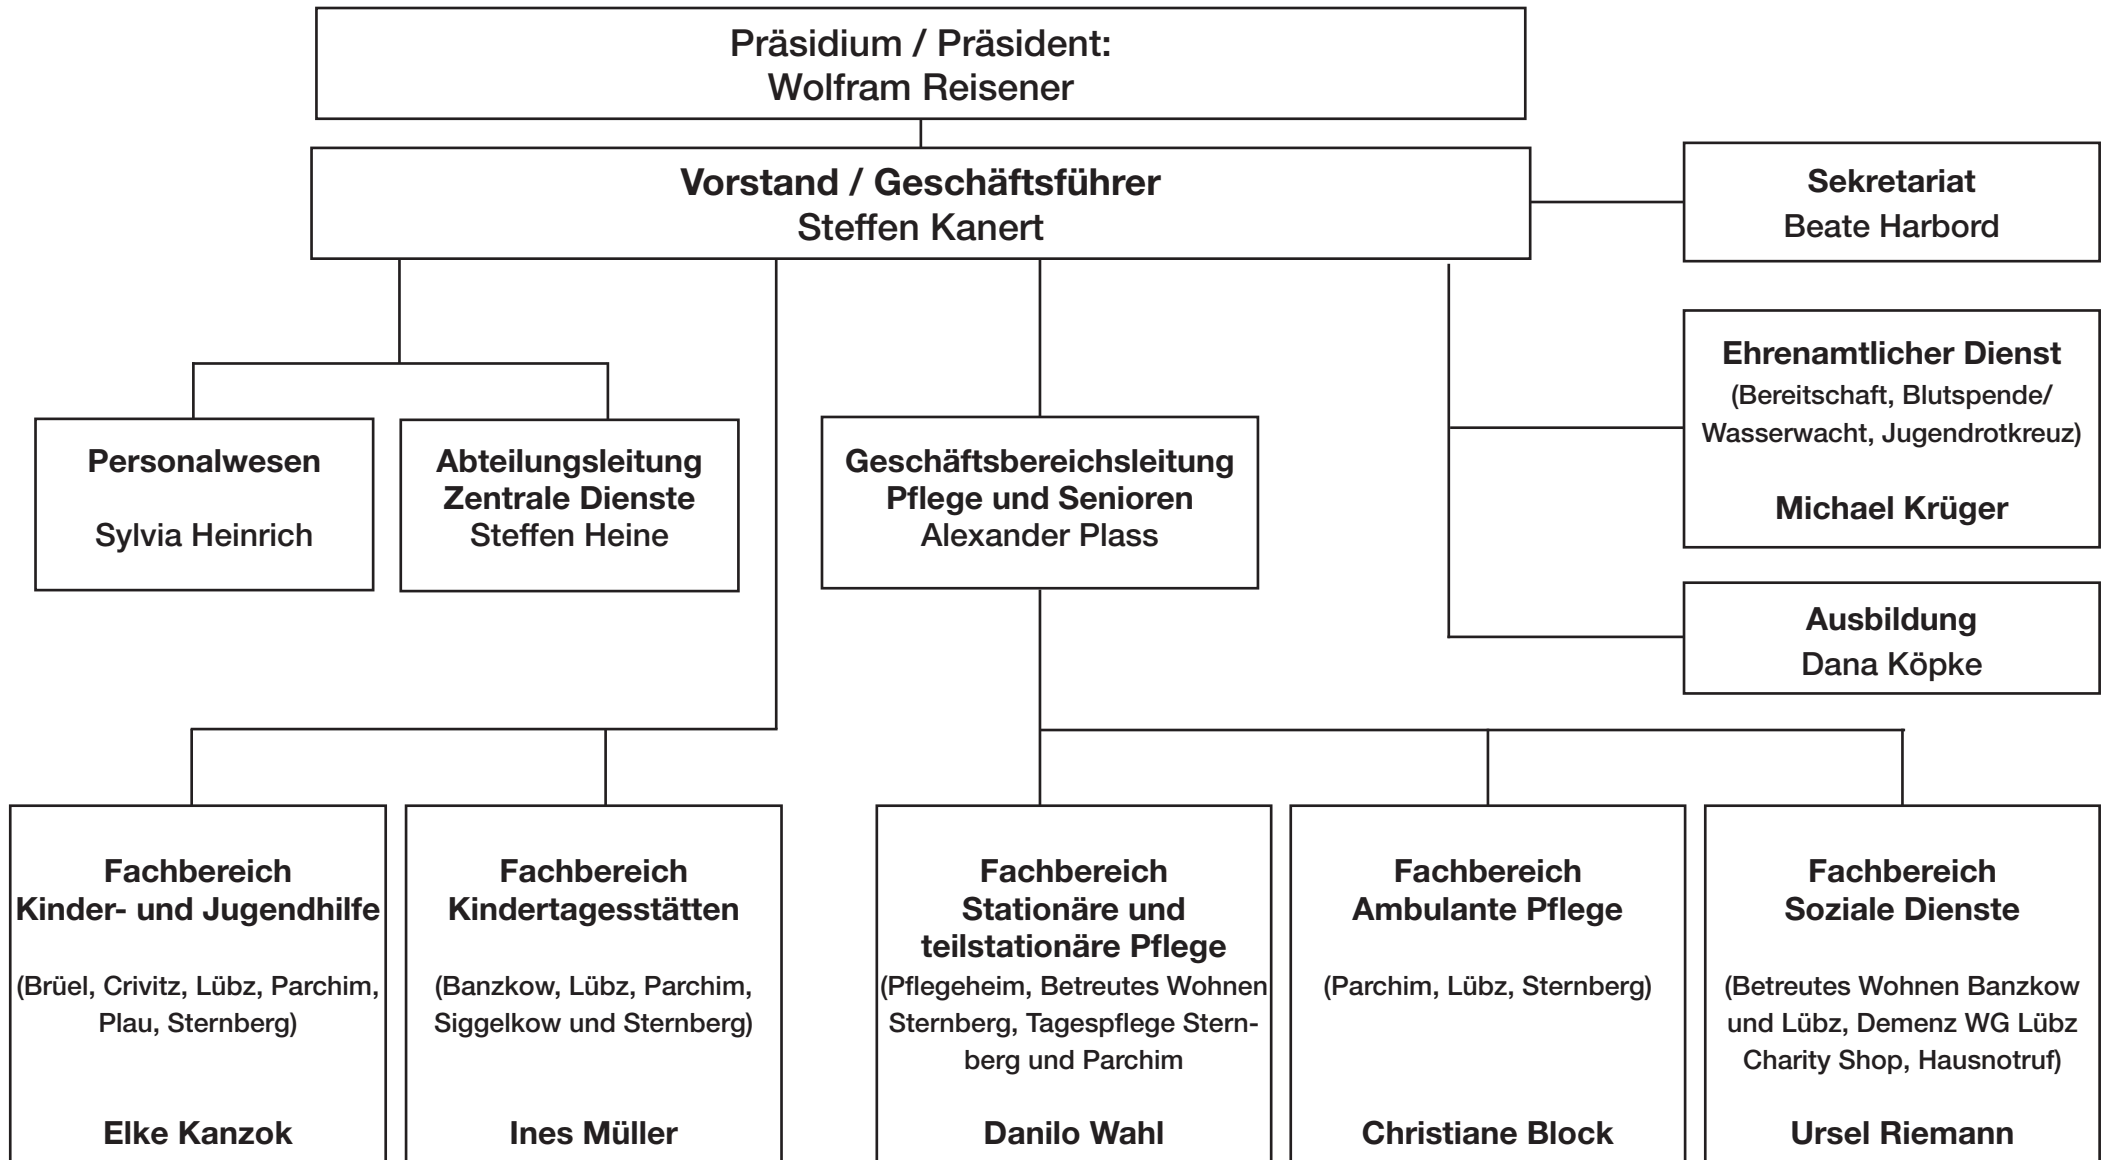 Präsidium / Präsident:
Wolfram Reisener
Vorstand / Geschäftsführer
Steffen Kanert
Sekretariat
Beate Harbord
Ehrenamtlicher Dienst
(Bereitschaft, Blutspende/
Wasserwacht, Jugendrotkreuz)
Michael Krüger
Personalwesen
Sylvia Heinrich
Abteilungsleitung
Zentrale Dienste
Steffen Heine
Geschäftsbereichsleitung
Pflege und Senioren
Alexander Plass
Ausbildung
Dana Köpke
Fachbereich
Kinder- und Jugendhilfe
(Brüel, Crivitz, Lübz, Parchim,
Plau, Sternberg)
Elke Kanzok
Fachbereich
Kindertagesstätten
(Banzkow, Lübz, Parchim,
Siggelkow und Sternberg)
Ines Müller
Fachbereich
Stationäre und
teilstationäre Pflege
(Pflegeheim, Betreutes Wohnen
Sternberg, Tagespflege Stern-
berg und Parchim
Danilo Wahl
Fachbereich
Ambulante Pflege
(Parchim, Lübz, Sternberg)
Christiane Block
Fachbereich
Soziale Dienste
(Betreutes Wohnen Banzkow
und Lübz, Demenz WG Lübz
Charity Shop, Hausnotruf)
Ursel Riemann